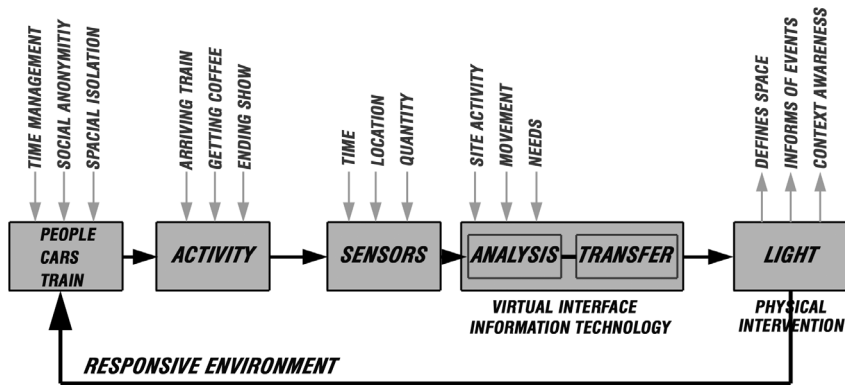 TIME MANAGEMENT
SOCIAL ANONYMITIY
SPACIAL ISOLATION
ARRIVING TRAIN
GETTING COFFEE
ENDING SHOW
TIME
LOCATION
QUANTITY
SITE ACTIVITY
MOVEMENT
NEEDS
DEFINES SPACE
INFORMS OF EVENTS
CONTEXT AWARENESS
PEOPLE
CARS
TRAIN
ACTIVITY
SENSORS
ANALYSIS
TRANSFER
LIGHT
VIRTUAL INTERFACE
INFORMATION TECHNOLOGY
PHYSICAL
INTERVENTION
RESPONSIVE ENVIRONMENT